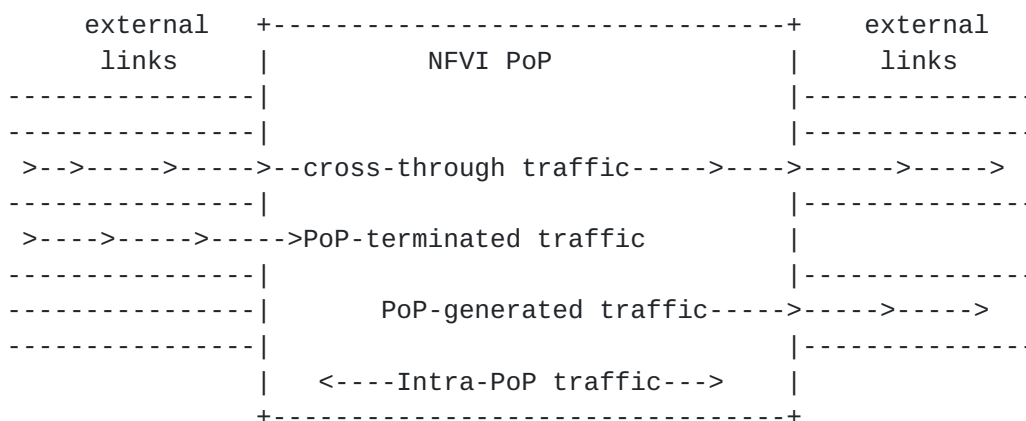 external   +----------------------------------+    external
      links     |          NFVI PoP                |     links
----------------|                                  |---------------
----------------|                                  |---------------
 >-->----->----->--cross-through traffic----->---->------>----->
----------------|                                  |---------------
 >---->----->----->PoP-terminated traffic          |
----------------|                                  |---------------
----------------|       PoP-generated traffic----->----->----->
----------------|                                  |---------------
                |   <----Intra-PoP traffic--->     |
                +----------------------------------+